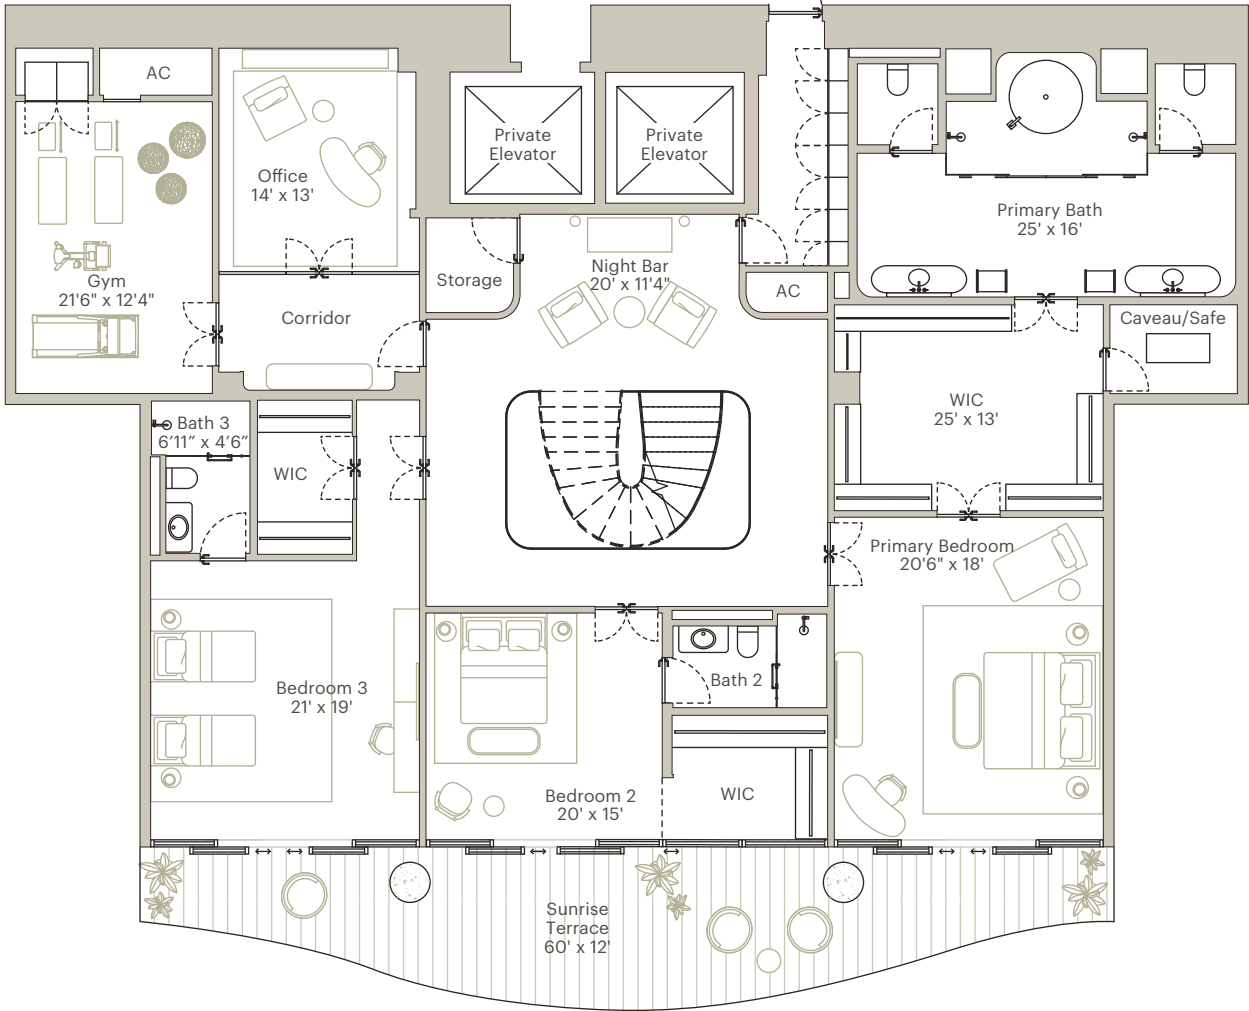 AC
Private
Elevator
Private
Elevator
Office
14' x 13'
Primary Bath
25' x 16'
Gym
21'6" x 12'4"
Storage
Night Bar
20' x 11'4"
AC
Corridor
Caveau/Safe
WIC
25' x 13'
Bath 3
6’11” x 4’6”
WIC
Primary Bedroom
20'6" x 18'
Bedroom 3
21' x 19'
Bath 2
Bedroom 2
20' x 15'
WIC
Sunrise
Terrace
60' x 12'